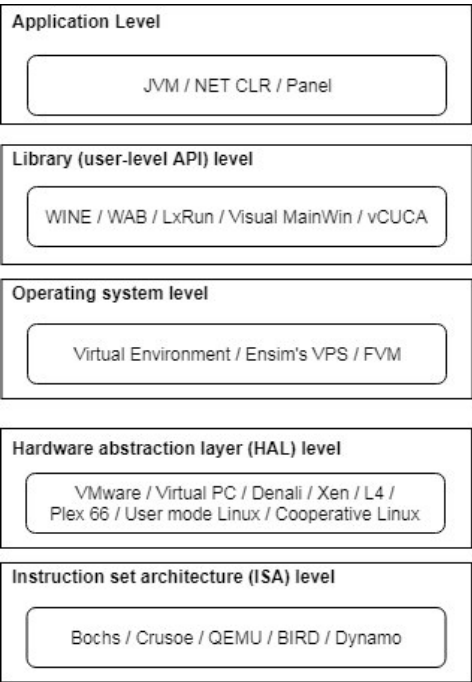 Application Level
JVM / NET CLR / Panel
Library (user-level API) level
WINE / WAB / LxRun / Visual MainWin / vCUCA
Operating system level
Virtual Environment / Ensim's VPS / FVM
Hardware abstraction layer (HAL) level
VMware / Virtual PC / Denali / Xen / L4 /
Plex 66 / User mode Linux / Cooperative Linux
Instruction set architecture (ISA) level
Bochs / Crusoe / QEMU / BIRD / Dynamo